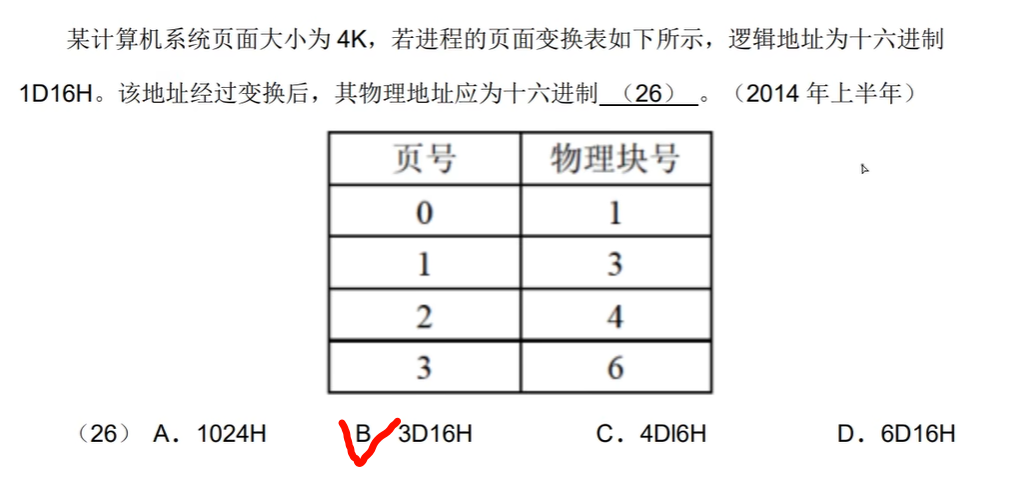 某计算机系统页面大小为 4K，若进程的页面变换表如下所示，逻辑地址为十六进制
1D16H。该地址经过变换后，其物理地址应为十六进制 （26） 。（2014 年上半年）
页号 物理块号
0 1
1 3
2 4
3 6
（26） A．1024H B．3D16H C．4DI6H D．6D16H